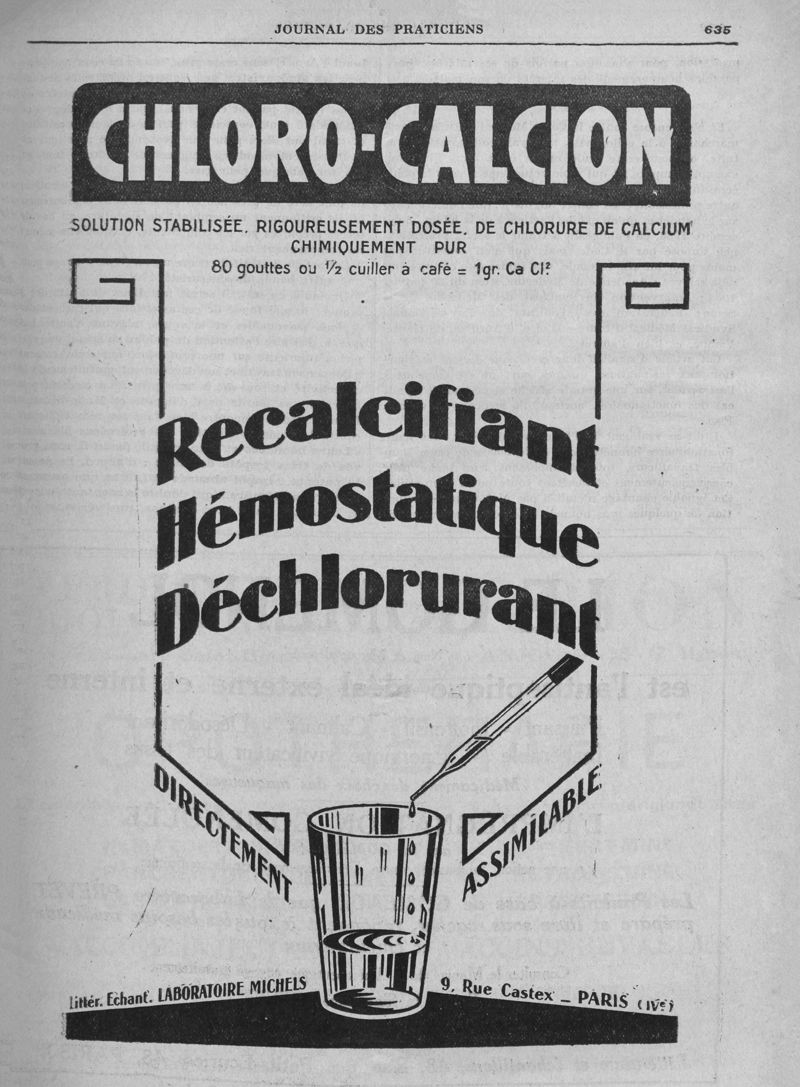 JOURNAL DES PRATICIENS 635
CHLORO-CALCION
SOLUTION STABILISÉE, RIGOUREUSEMENT DOSÉE, DE CHLORURE DE CALCIUM
CHIMIQUEMENT PUR
80 gouttes ou ½ cuiller à café = 1gr. Ca Cl²
Recalcifiant
Hémostatique
Déchlorurant
DIRECTEMENT
ASSIMILABLE
Littér. Echant. LABORATOIRE MICHELS
9, Rue Castex _ PARIS (IVe)